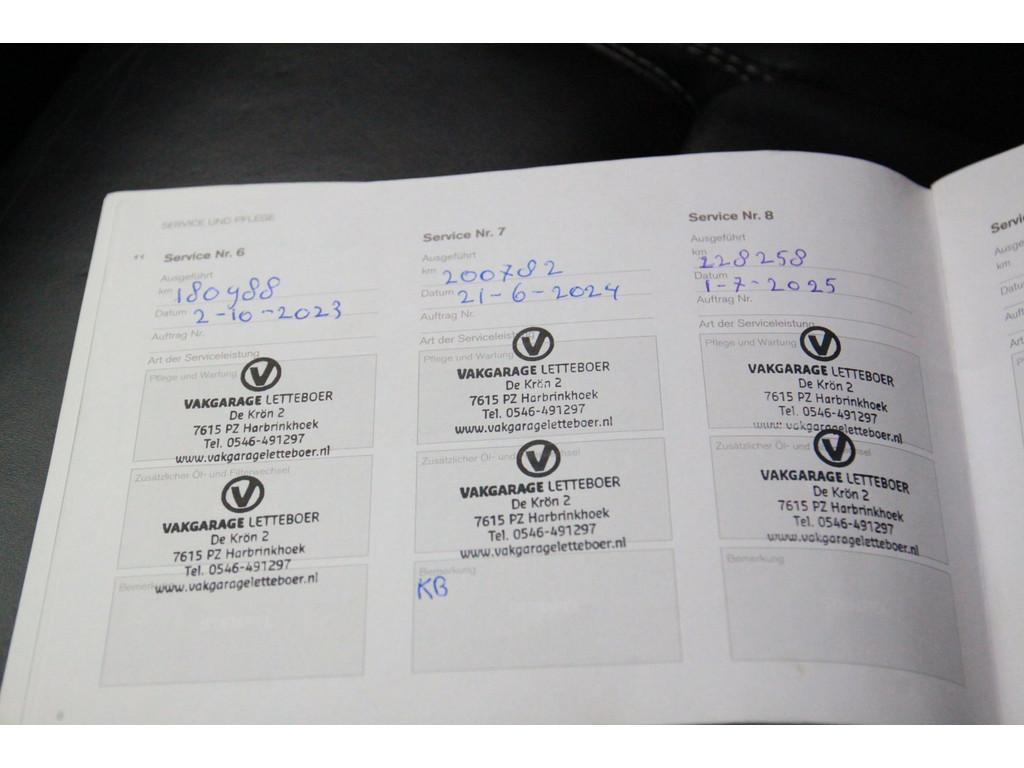 SERVICE UND PFLEGE
Service Nr. 6
Ausgeführt
km 180988
Datum 2-10-2023
Auftrag Nr.
Art der Serviceleistung
Pflege und Wartung
VAKGARAGE LETTEBOER
De Krön 2
7615 PZ Harbrinkhoek
Tel. 0546-491297
www.vakgarageletteboer.nl
Zusätzlicher Öl- und Filterwechsel
VAKGARAGE LETTEBOER
De Krön 2
7615 PZ Harbrinkhoek
Tel. 0546-491297
www.vakgarageletteboer.nl
Service Nr. 7
Ausgeführt
km 200782
Datum 21-6-2024
Auftrag Nr.
Art der Serviceleistung
Pflege und Wartung
VAKGARAGE LETTEBOER
De Krön 2
7615 PZ Harbrinkhoek
Tel. 0546-491297
www.vakgarageletteboer.nl
Zusätzlicher Öl- und
VAKGARAGE LETTEBOER
De Krön 2
7615 PZ Harbrinkhoek
Tel. 0546-491297
www.vakgarageletteboer.nl
Bemerkung
KB
Service Nr. 8
Ausgeführt
km 228258
Datum 1-7-2025
Auftrag Nr.
Art der Serviceleistung
Pflege und Wartung
VAKGARAGE LETTEBOER
De Krön 2
7615 PZ Harbrinkhoek
Tel. 0546-491297
www.vakgarageletteboer.nl
Zusätzlicher Öl- und
VAKGARAGE LETTEBOER
De Krön 2
7615 PZ Harbrinkhoek
Tel. 0546-491297
www.vakgarageletteboer.nl
Bemerkung